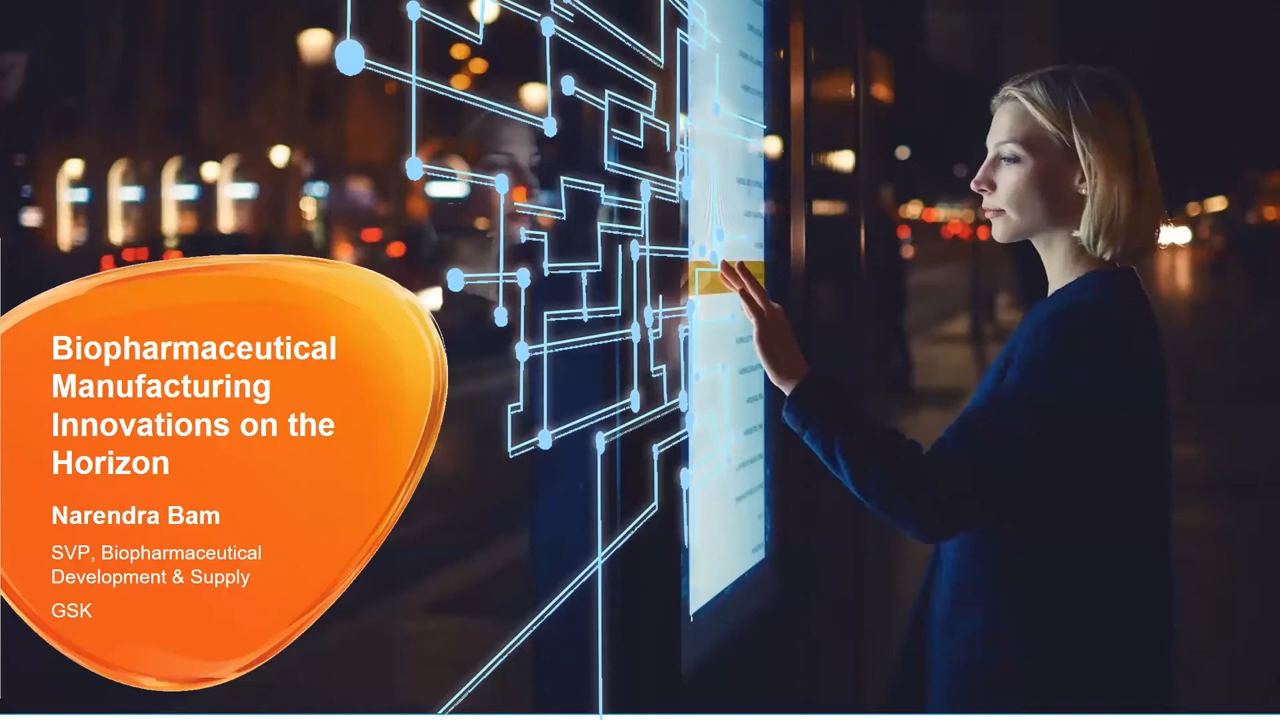 Biopharmaceutical
Manufacturing
Innovations on the
Horizon
Narendra Bam
SVP, Biopharmaceutical
Development & Supply
GSK